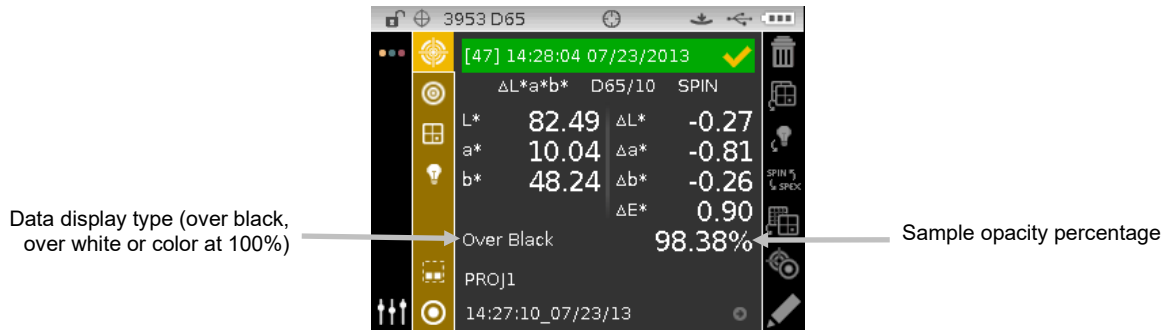 3953 D65
[47] 14:28:04 07/23/2013
ΔL*a*b* D65/10 SPIN
L* 82.49 ΔL* -0.27
a* 10.04 Δa* -0.81
b* 48.24 Δb* -0.26
ΔE* 0.90
SPIN
SPEX
Data display type (over black,
over white or color at 100%)
Over Black 98.38%
Sample opacity percentage
PROJ1
14:27:10_07/23/13